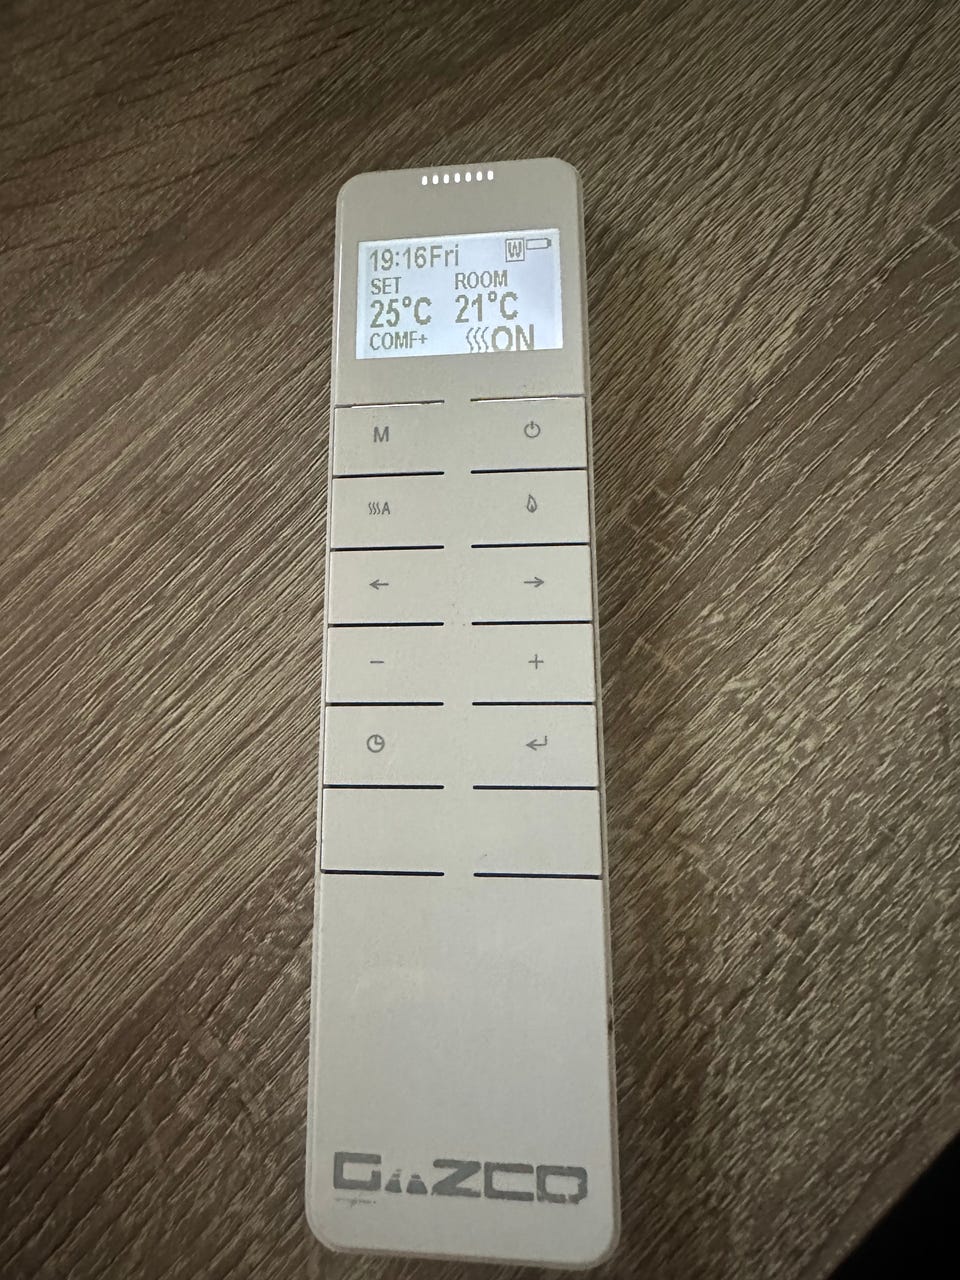 19:16Fri W
SET ROOM
25°C 21°C
COMF+ ON
M
A
- +
GAZCO